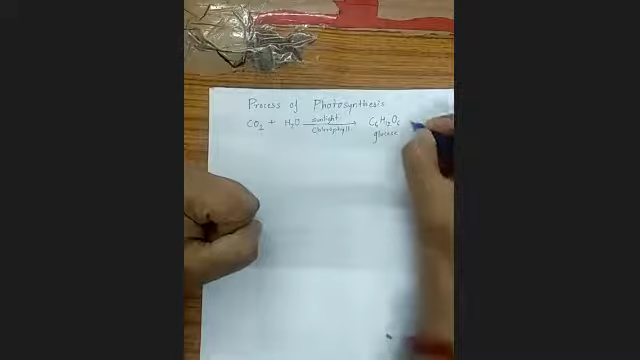 Process of Photosynthesis
CO₂ + H₂O sunlight → C₆H₁₂O₆
Chlorophyll glucose